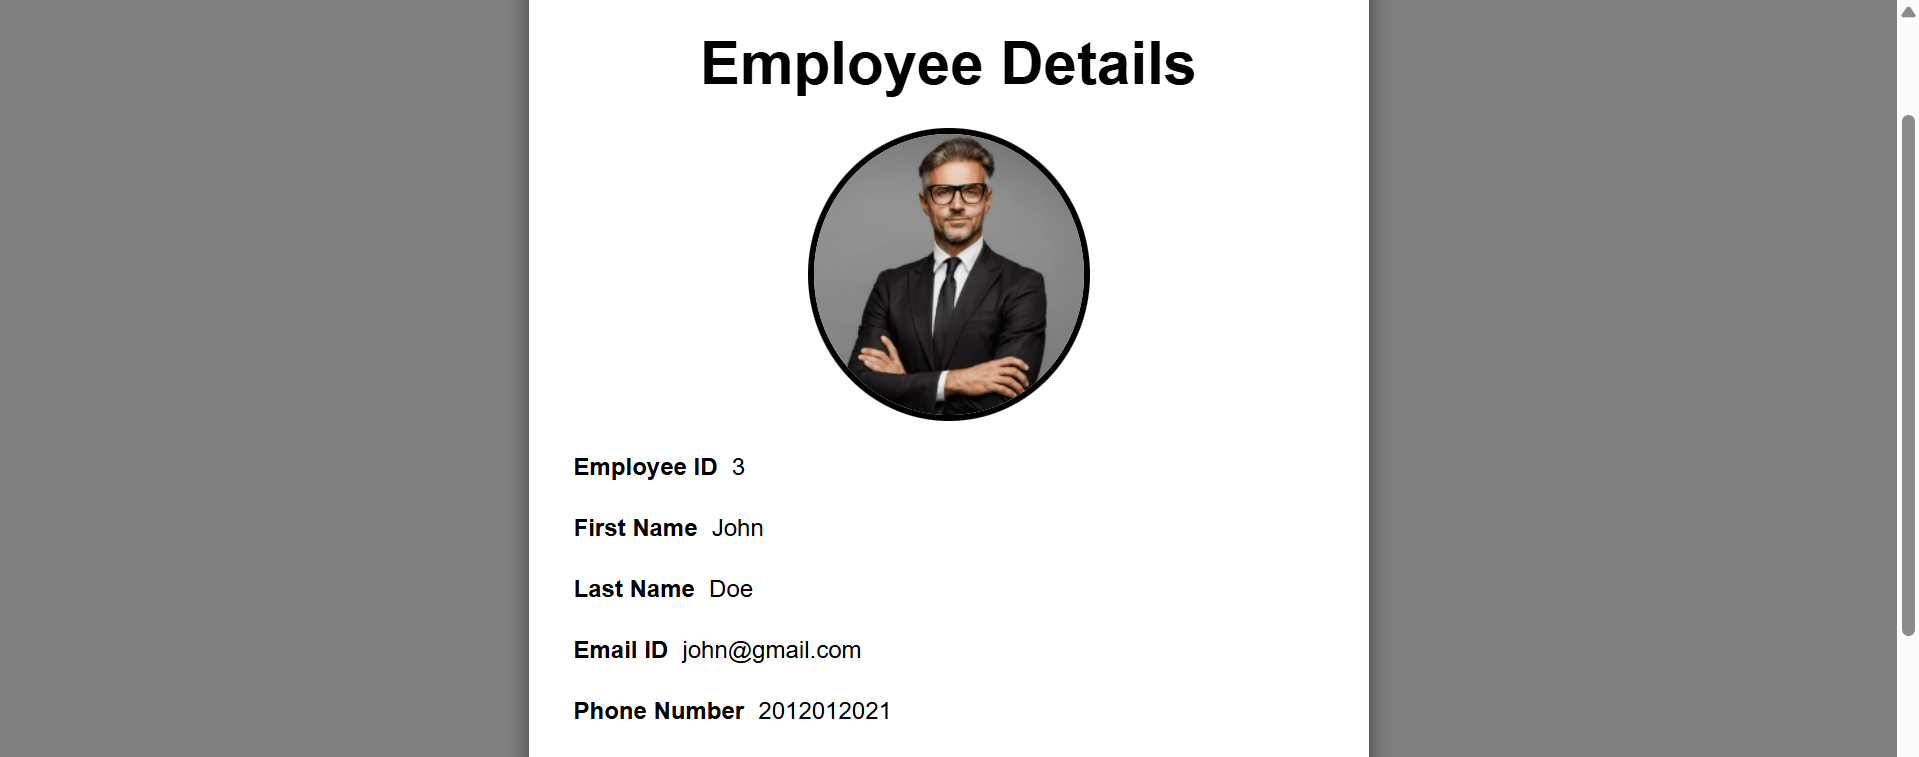 Employee Details
Employee ID 3
First Name John
Last Name Doe
Email ID john@gmail.com
Phone Number 2012012021